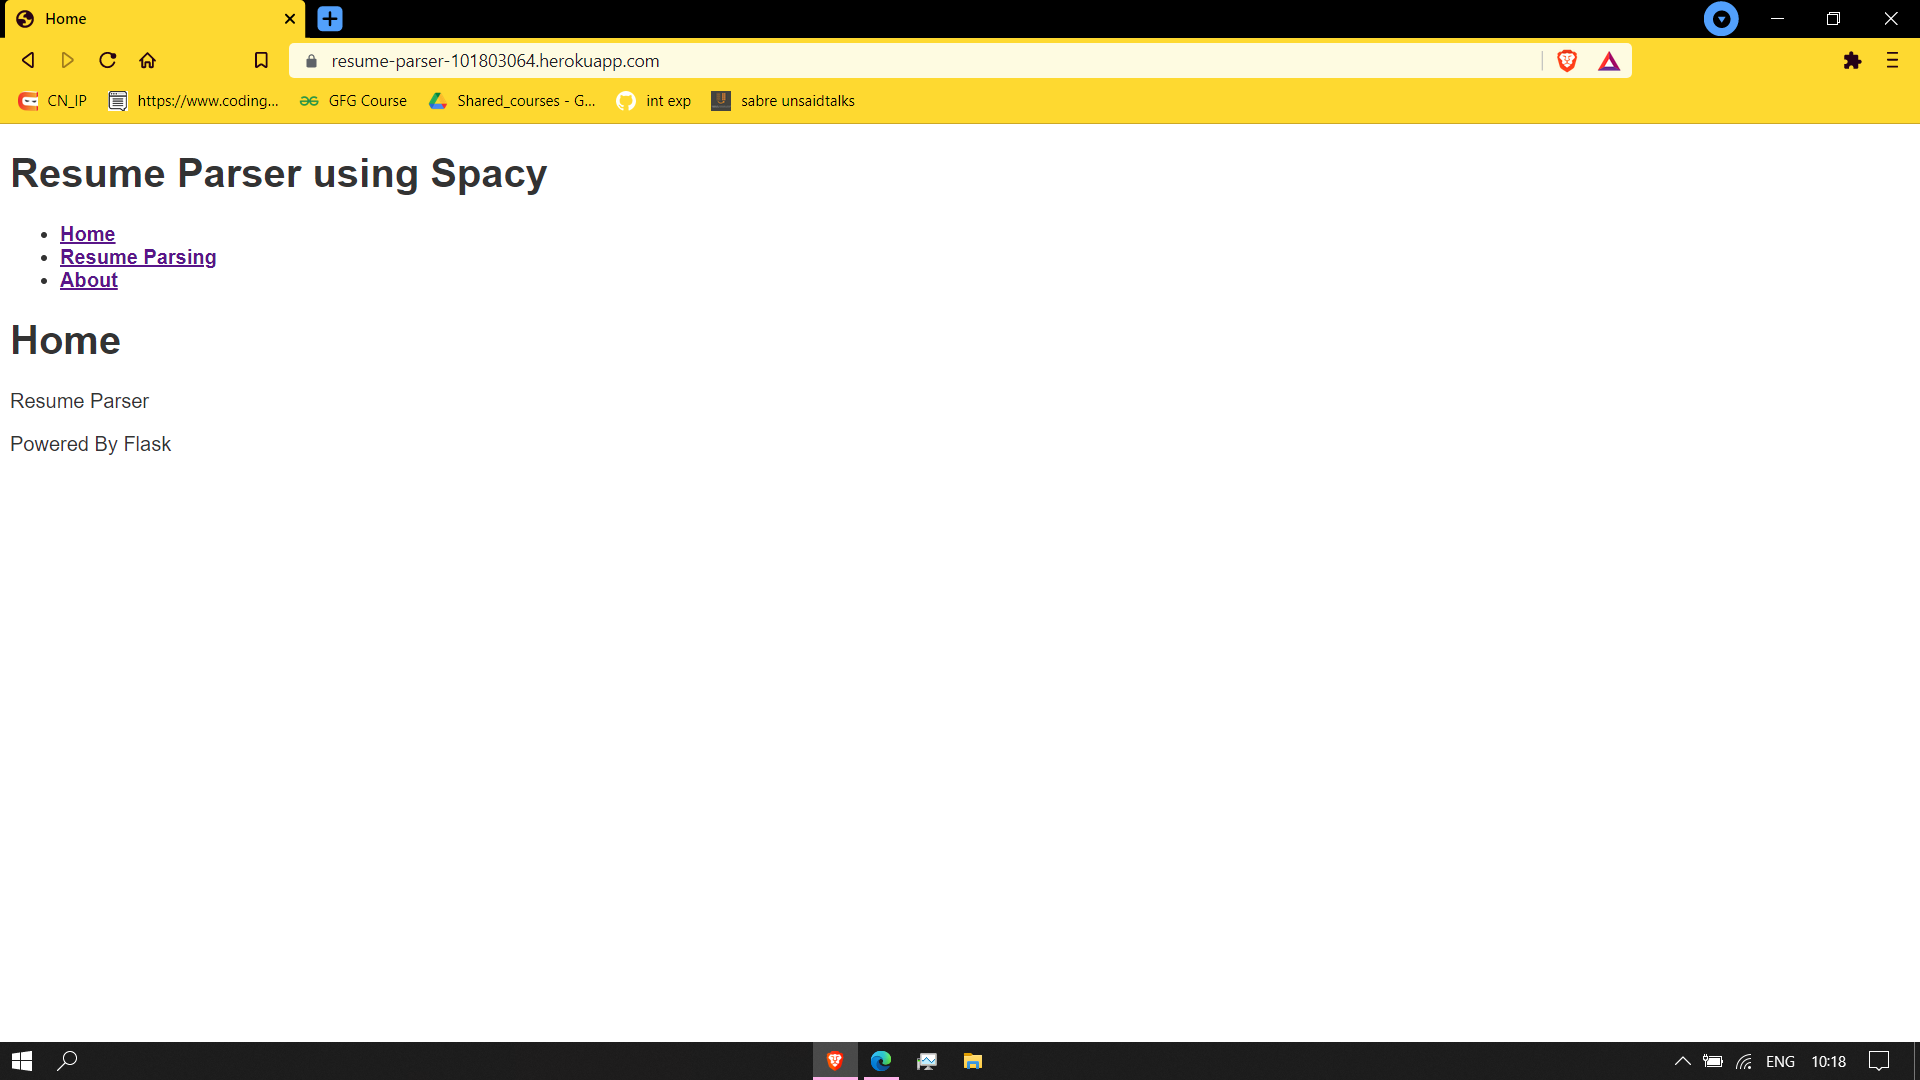 Home
resume-parser-101803064.herokuapp.com
CN_IP https://www.coding... GFG Course Shared_courses - G... int exp sabre unsaidtalks
Resume Parser using Spacy
Home
Resume Parsing
About
Home
Resume Parser
Powered By Flask
ENG 10:18